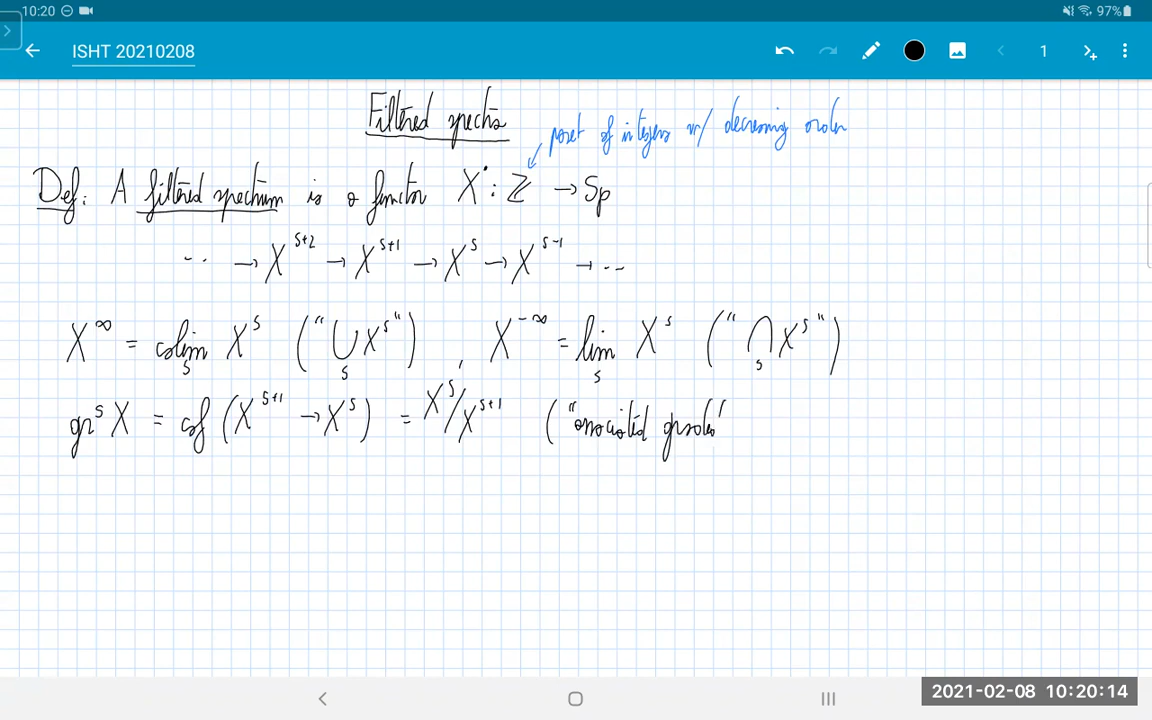 10:20 97%
ISHT 20210208 1
Filtered spectra
poset of integers w/ decreasing order
Def: A filtered spectrum is a functor X^• : ℤ → Sp
·· → X^{s+2} → X^{s+1} → X^s → X^{s-1} → ···
X^∞ = colim_s X^s ("⋃_s X^s") , X^{-∞} = lim_s X^s ("⋂_s X^s")
gr^s X = cof (X^{s+1} → X^s) = X^s/X^{s+1} ("associated grade"
2021-02-08 10:20:14